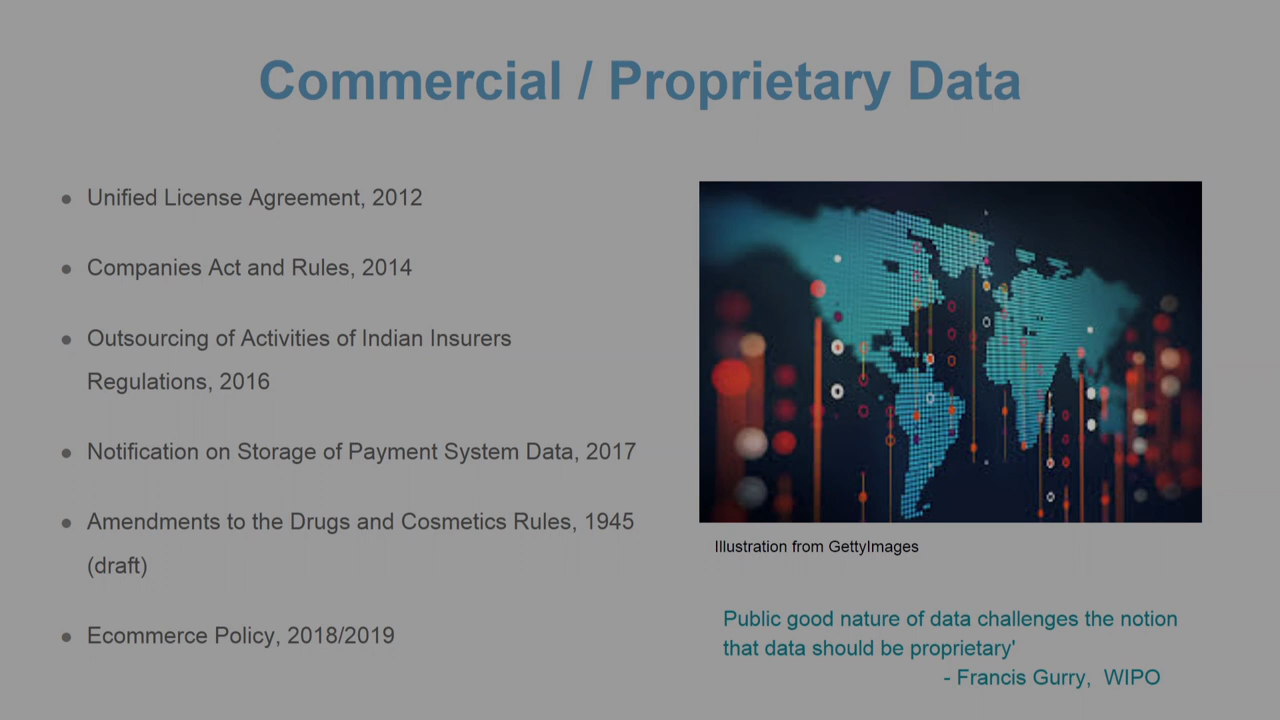 Commercial / Proprietary Data
● Unified License Agreement, 2012
● Companies Act and Rules, 2014
● Outsourcing of Activities of Indian Insurers
Regulations, 2016
● Notification on Storage of Payment System Data, 2017
● Amendments to the Drugs and Cosmetics Rules, 1945
(draft)
● Ecommerce Policy, 2018/2019
Illustration from GettyImages
Public good nature of data challenges the notion
that data should be proprietary'
- Francis Gurry, WIPO